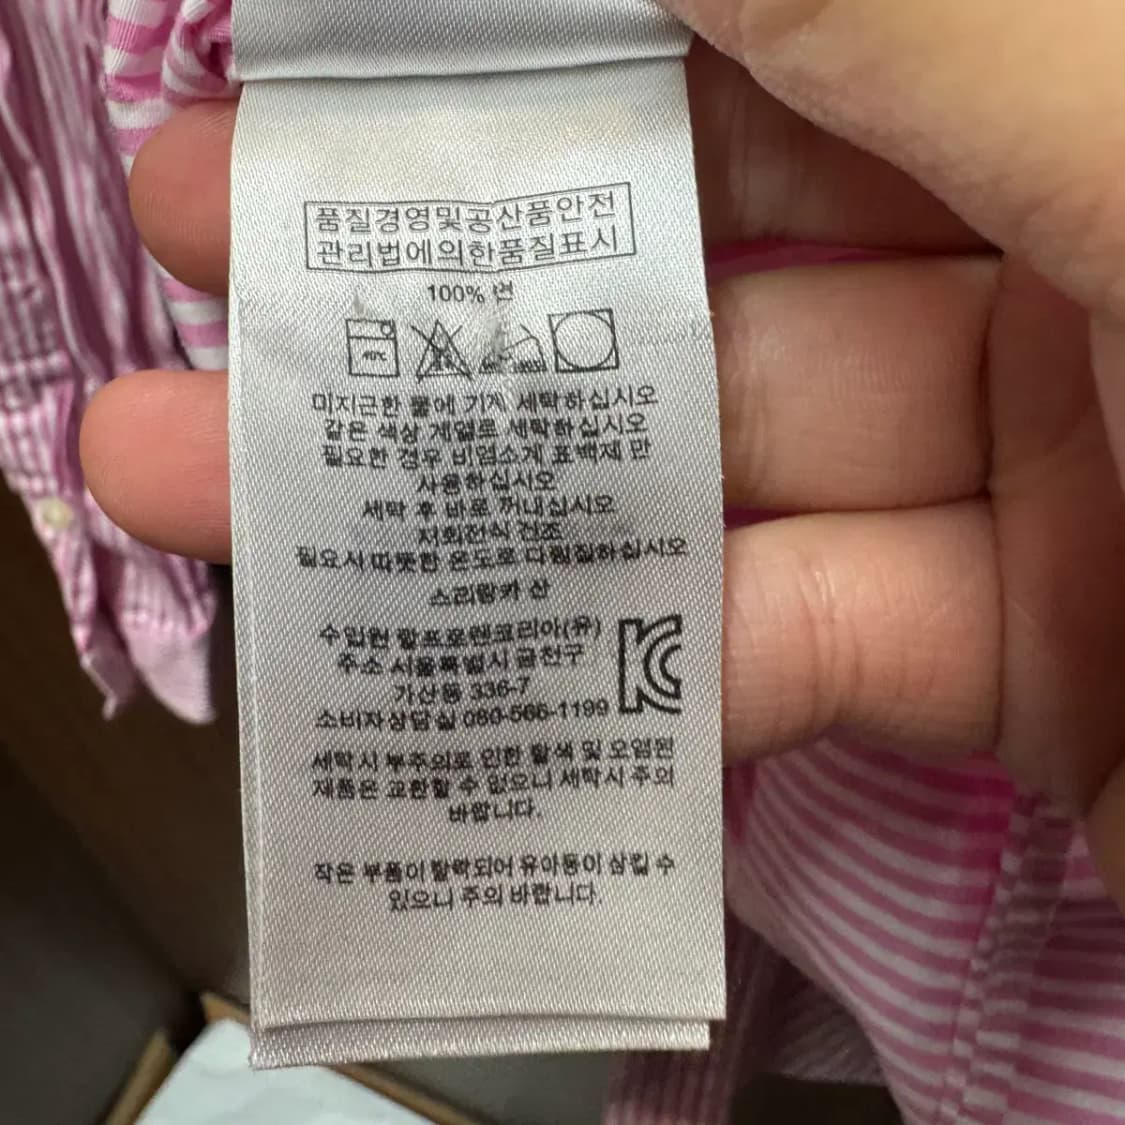 품질경영및공산품안전
관리법에의한품질표시
100% 면
40℃
미지근한 물에 기계 세탁하십시오
같은 색상 계열로 세탁하십시오
필요한 경우 비염소계 표백제 만
사용하십시오
세탁 후 바로 꺼내십시오
저회전식 건조
필요시 따뜻한 온도로 다림질하십시오
스리랑카 산
수입원 랄프로렌코리아(유)
주소 서울특별시 금천구
가산동 336-7
소비자상담실 080-566-1199
세탁시 부주의로 인한 탈색 및 오염된
제품은 교환할 수 없으니 세탁시 주의
바랍니다.
작은 부품이 탈락되어 유아동이 삼킬 수
있으니 주의 바랍니다.